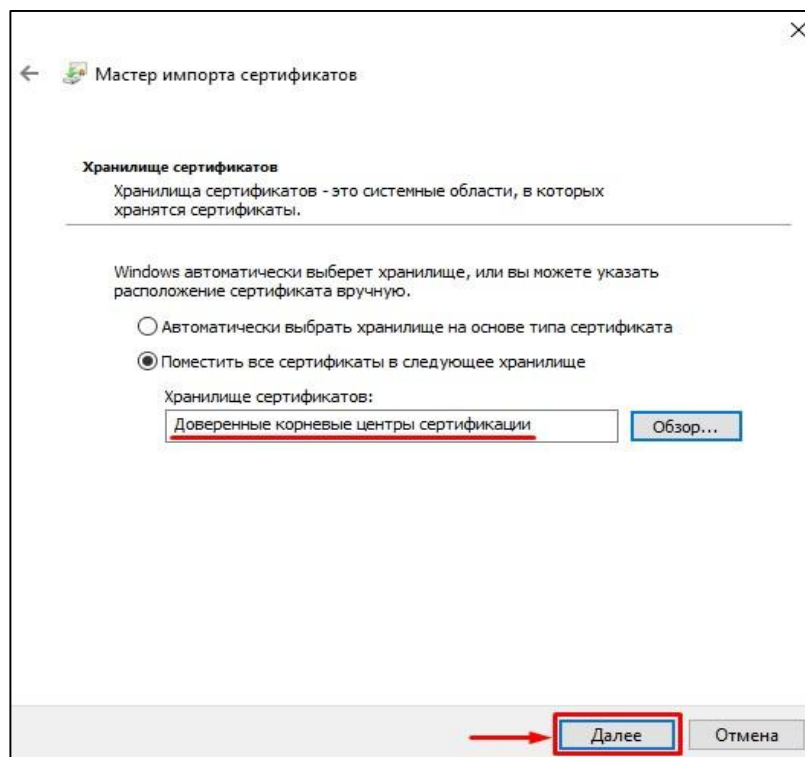 Мастер импорта сертификатов
Хранилище сертификатов
Хранилища сертификатов - это системные области, в которых
хранятся сертификаты.
Windows автоматически выберет хранилище, или вы можете указать
расположение сертификата вручную.
Автоматически выбрать хранилище на основе типа сертификата
Поместить все сертификаты в следующее хранилище
Хранилище сертификатов:
Доверенные корневые центры сертификации
Обзор...
Далее
Отмена